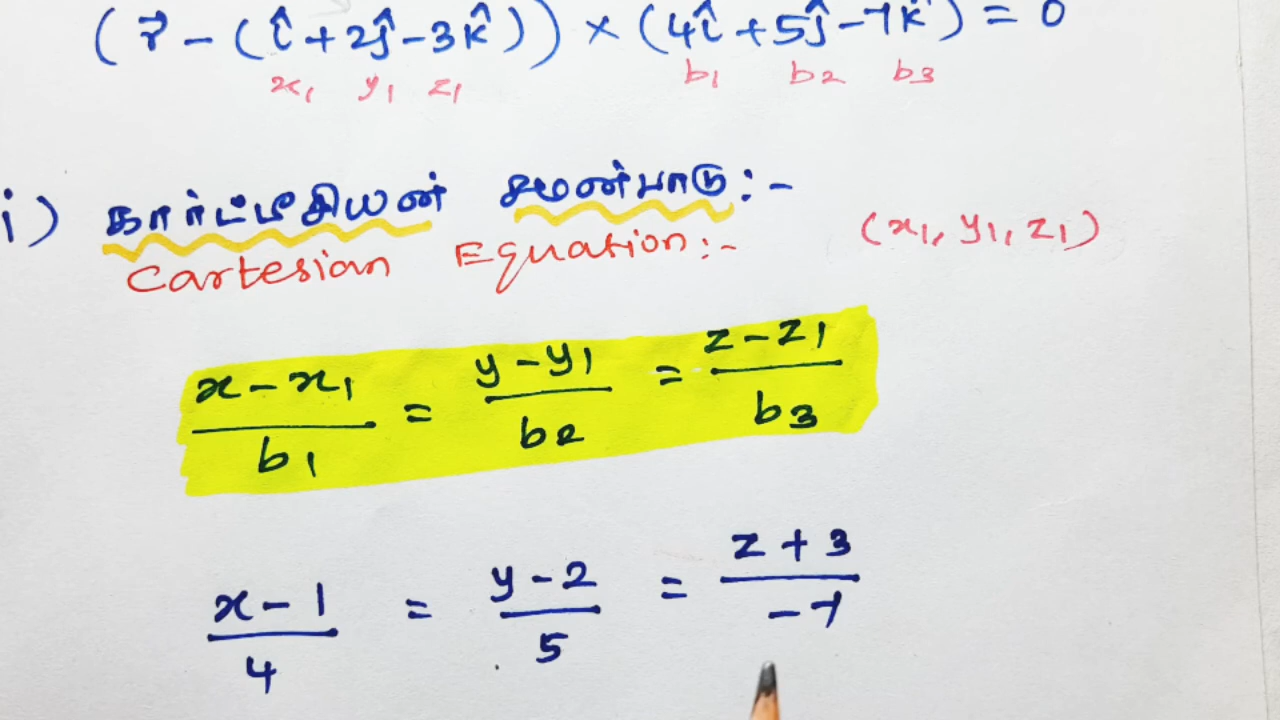 (r⃗ − (î + 2ĵ − 3k̂)) × (4î + 5ĵ − 7k̂) = 0
x₁ y₁ z₁ b₁ b₂ b₃
i) கார்ட்டீசியன் சமன்பாடு :-
Cartesian Equation :- (x₁, y₁, z₁)
(x − x₁)/b₁ = (y − y₁)/b₂ = (z − z₁)/b₃
(x − 1)/4 = (y − 2)/5 = (z + 3)/−7